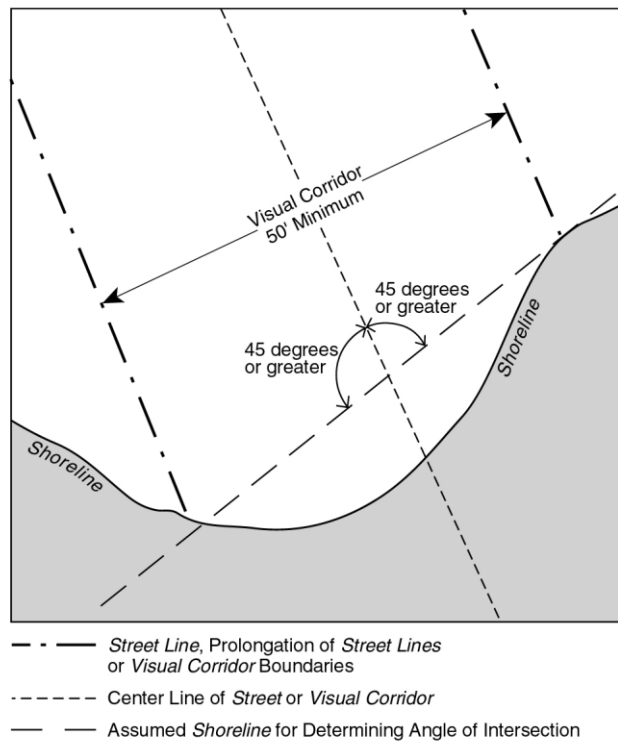 Visual Corridor
50' Minimum
45 degrees
or greater
45 degrees
or greater
Shoreline
Shoreline
Street Line, Prolongation of Street Lines
or Visual Corridor Boundaries
Center Line of Street or Visual Corridor
Assumed Shoreline for Determining Angle of Intersection